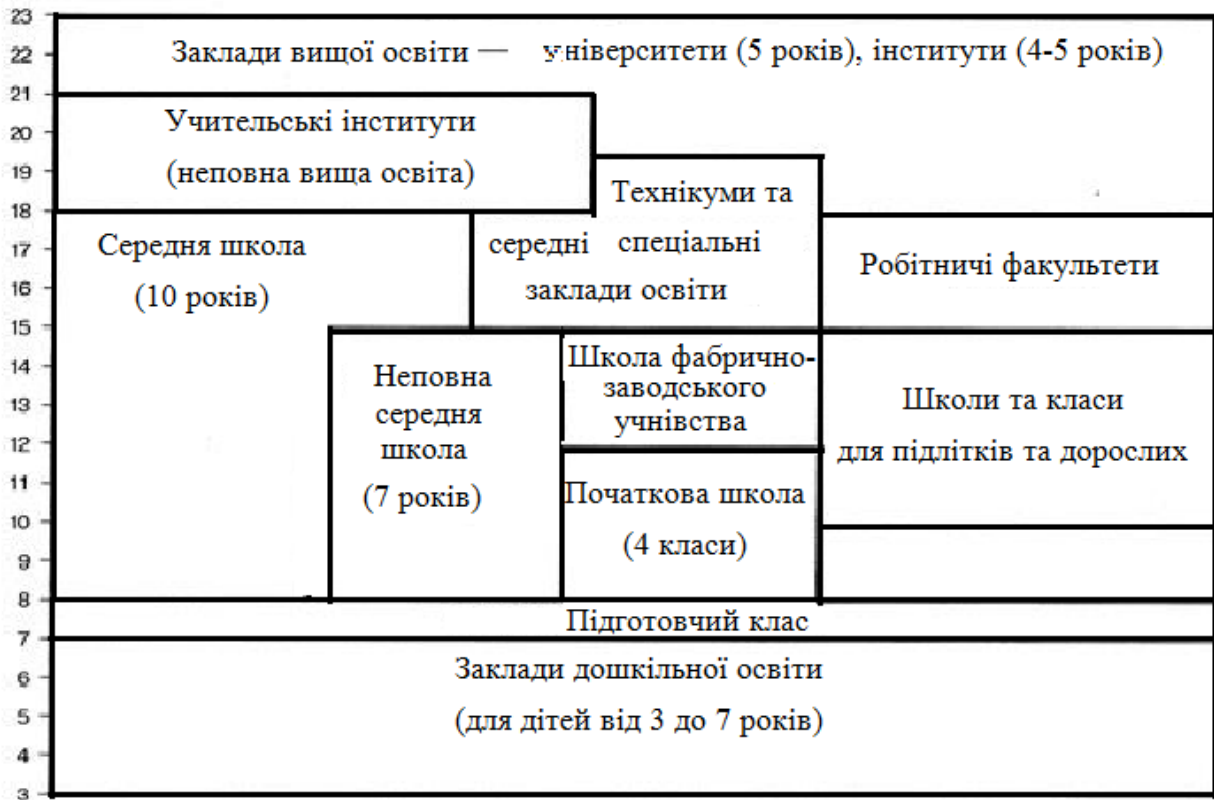 23
22
21
20
19
18
17
16
15
14
13
12
11
10
9
8
7
6
5
4
3
Заклади вищої освіти — університети (5 років), інститути (4-5 років)
Учительські інститути
(неповна вища освіта)
Середня школа
(10 років)
Технікуми та
середні спеціальні
заклади освіти
Робітничі факультети
Неповна
середня
школа
(7 років)
Школа фабрично-
заводського
учнівства
Початкова школа
(4 класи)
Школи та класи
для підлітків та дорослих
Підготовчий клас
Заклади дошкільної освіти
(для дітей від 3 до 7 років)